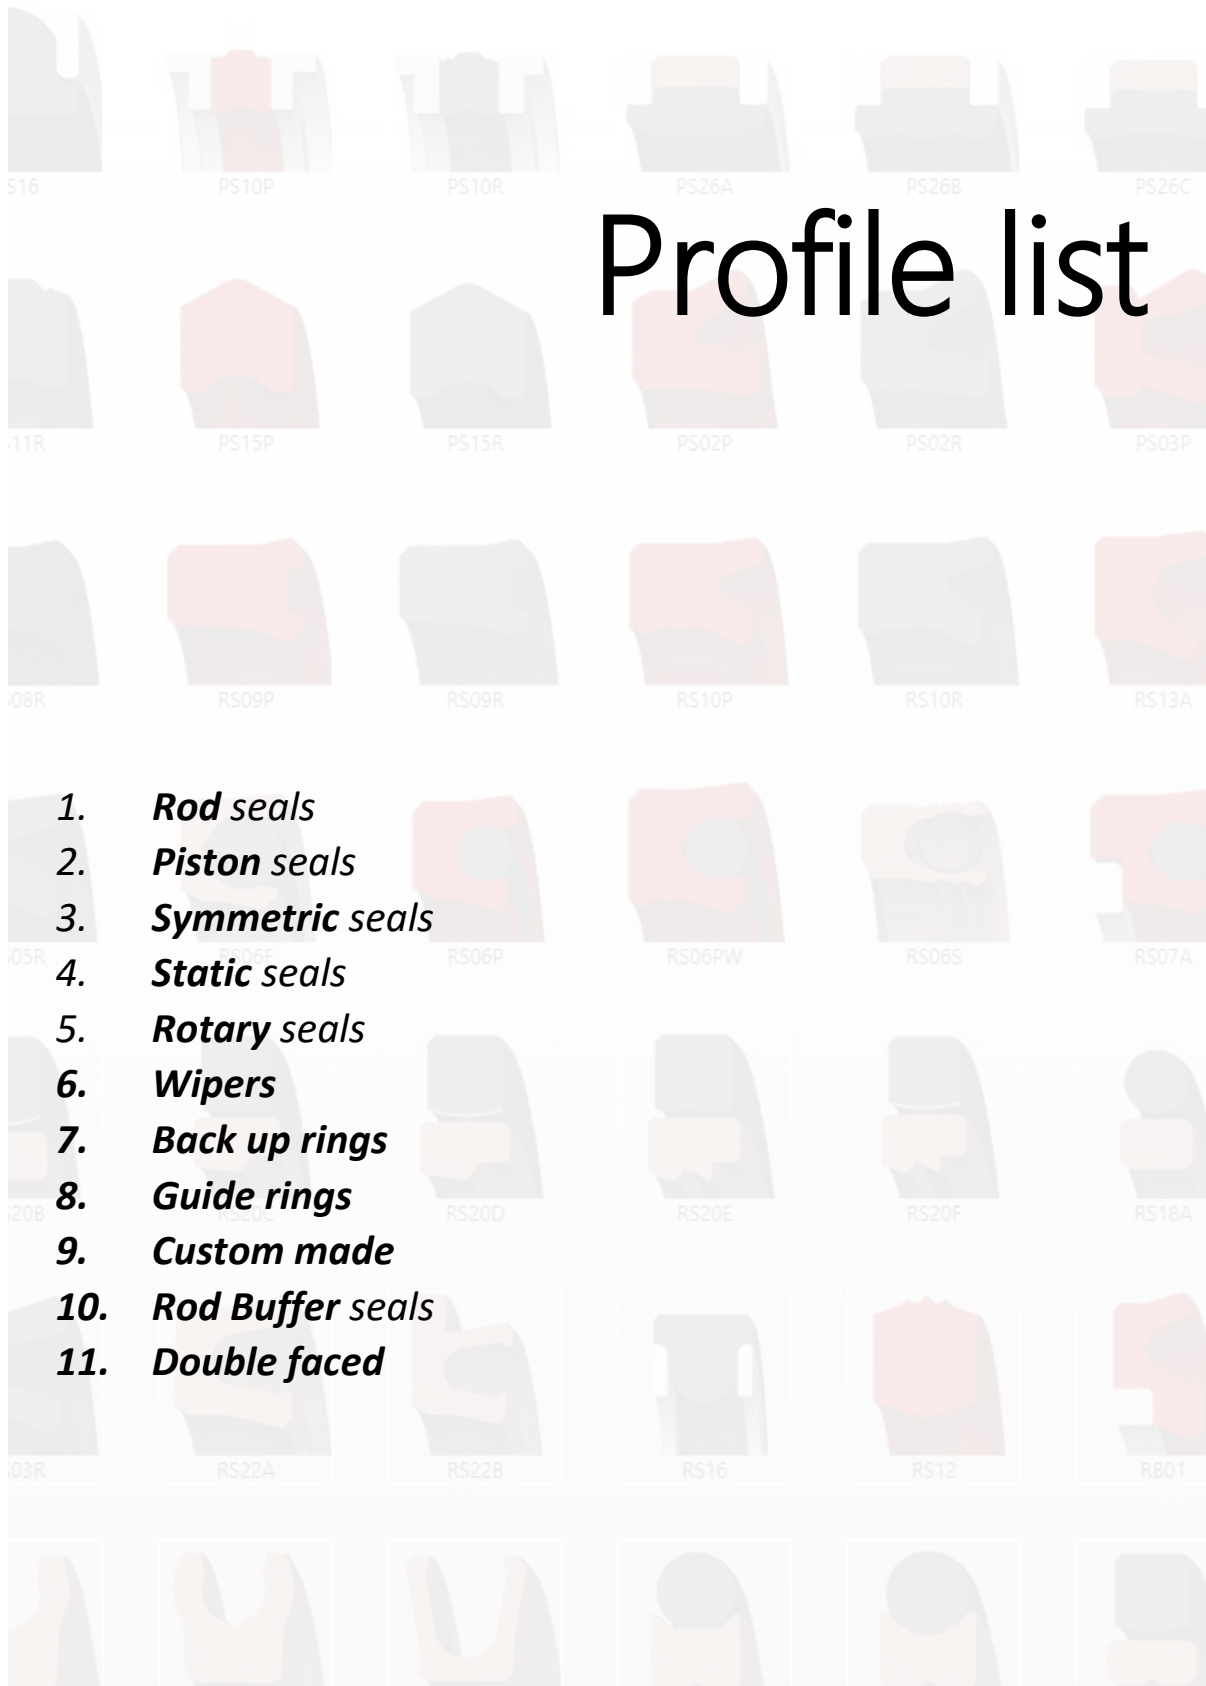 S16 PS10P PS10R PS26A PS26B PS26C
Profile list
11R PS15P PS15R PS02P PS02R PS03P
08R RS09P RS09R RS10P RS10R RS13A
1. Rod seals
2. Piston seals
3. Symmetric seals
05R RS06F RS06P RS06PW RS06S RS07A
4. Static seals
5. Rotary seals
6. Wipers
7. Back up rings
8. Guide rings
S20B RS20C RS20D RS20E RS20F RS18A
9. Custom made
10. Rod Buffer seals
11. Double faced
03R RS22A RS22B RS16 RS12 RB01